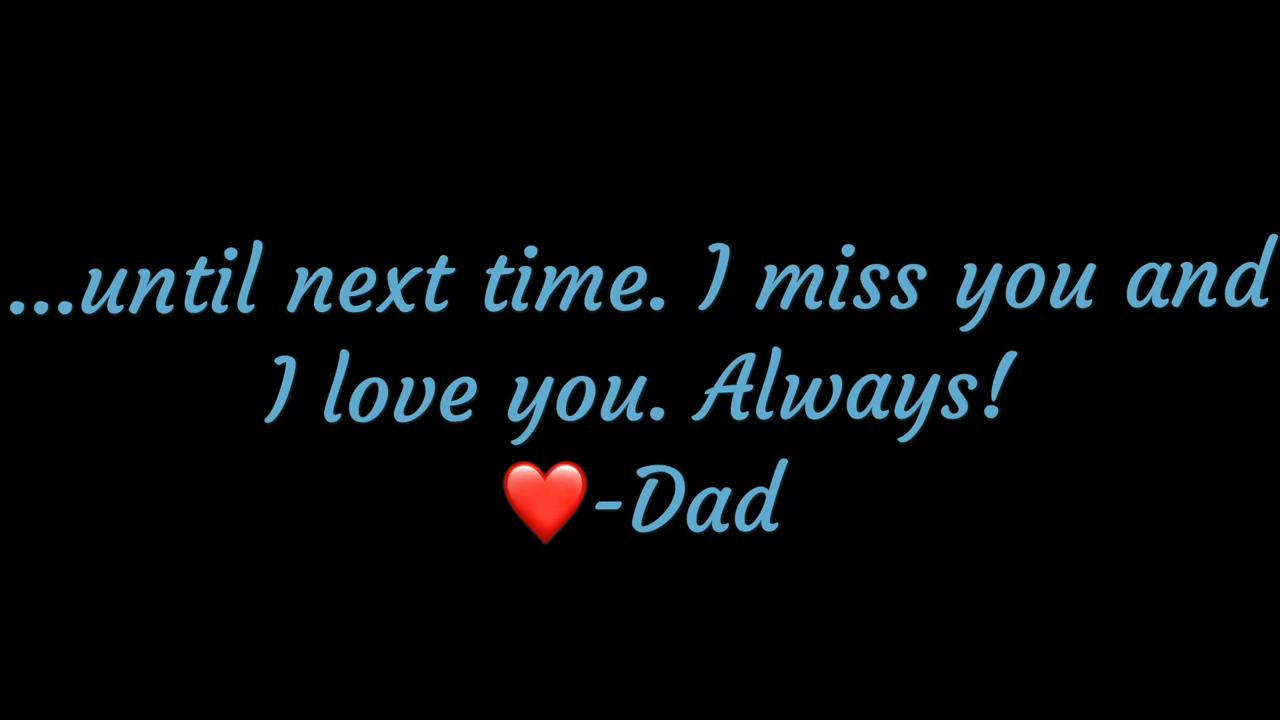 ...until next time. I miss you and
I love you. Always!
❤️-Dad